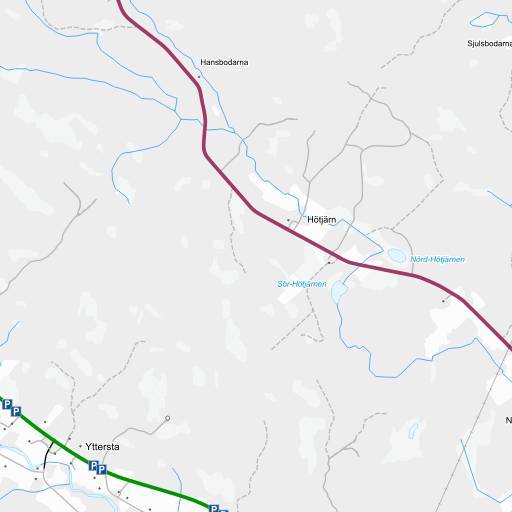 Sjulsbodarna
Hansbodarna
Hötjärn
Nörd-Hötjärnen
Sör-Hötjärnen
P
P
N
Yttersta
P
P
P